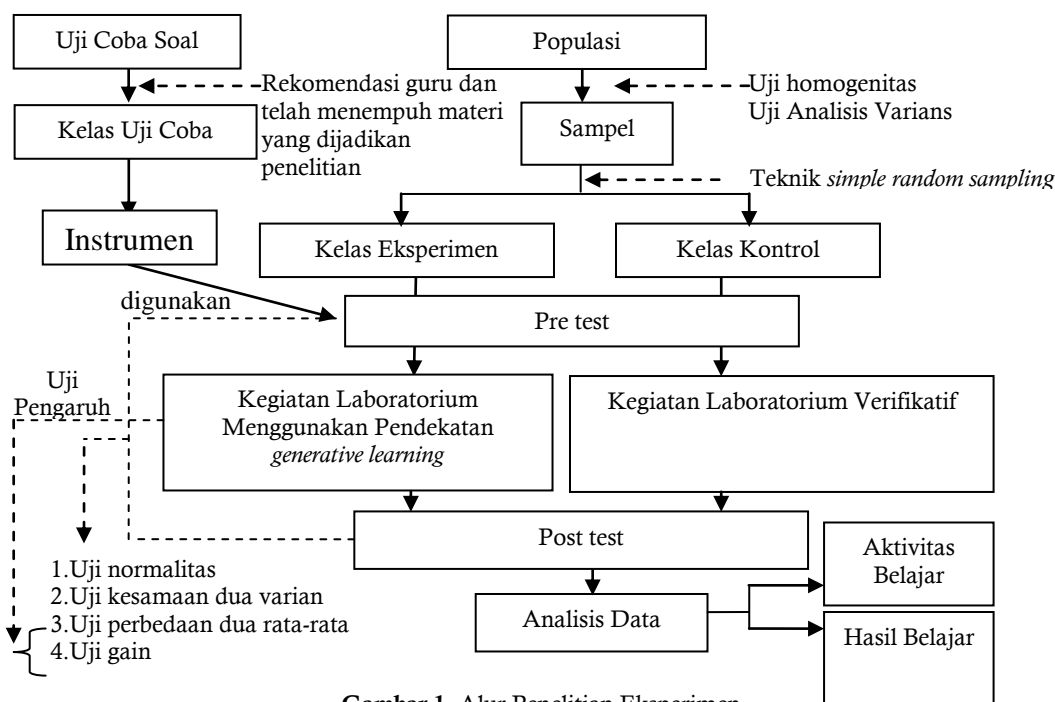 Uji Coba Soal
Populasi
Rekomendasi guru dan
telah menempuh materi
yang dijadikan
penelitian
Uji homogenitas
Uji Analisis Varians
Kelas Uji Coba
Sampel
Teknik simple random sampling
Instrumen
Kelas Eksperimen
Kelas Kontrol
digunakan
Pre test
Uji
Pengaruh
Kegiatan Laboratorium
Menggunakan Pendekatan
generative learning
Kegiatan Laboratorium Verifikatif
Post test
1.Uji normalitas
2.Uji kesamaan dua varian
3.Uji perbedaan dua rata-rata
4.Uji gain
Analisis Data
Aktivitas
Belajar
Hasil Belajar
Gambar 1. Alur Penelitian Eksperimen